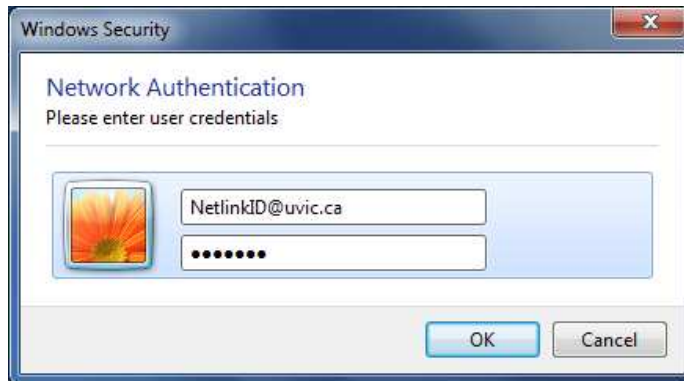 Windows Security
Network Authentication
Please enter user credentials
NetlinkID@uvic.ca
●●●●●●●
OK
Cancel